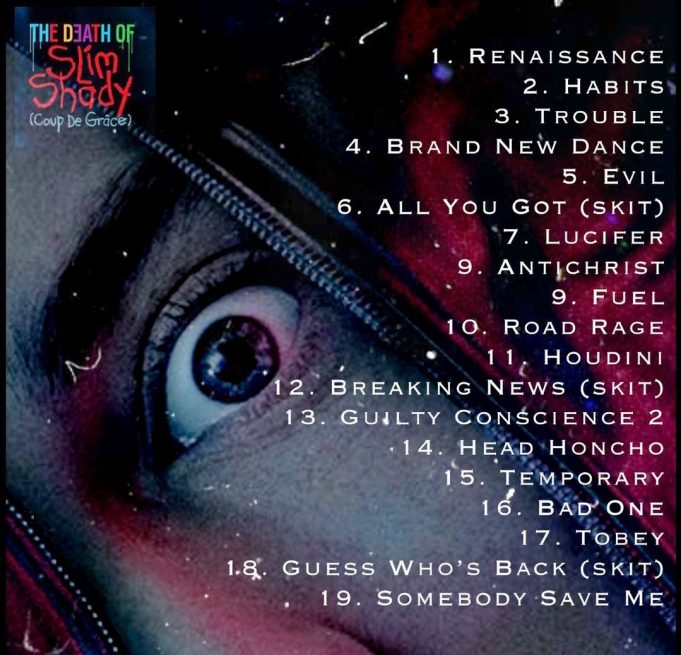 THE DEATH OF
Slim
Shady
(Coup De Grâce)
1. RENAISSANCE
2. HABITS
3. TROUBLE
4. BRAND NEW DANCE
5. EVIL
6. ALL YOU GOT (SKIT)
7. LUCIFER
9. ANTICHRIST
9. FUEL
10. ROAD RAGE
11. HOUDINI
12. BREAKING NEWS (SKIT)
13. GUILTY CONSCIENCE 2
14. HEAD HONCHO
15. TEMPORARY
16. BAD ONE
17. TOBEY
18. GUESS WHO'S BACK (SKIT)
19. SOMEBODY SAVE ME